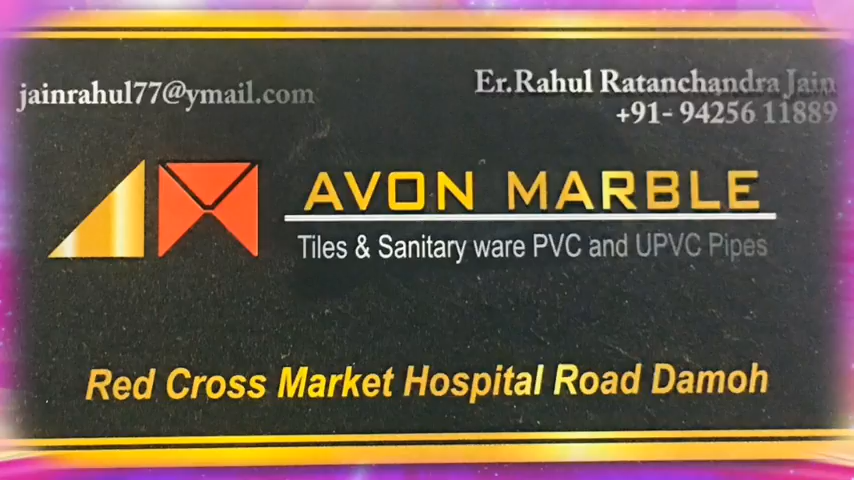 jainrahul77@ymail.com
Er.Rahul Ratanchandra Jain
+91- 94256 11889
AVON MARBLE
Tiles & Sanitary ware PVC and UPVC Pipes
Red Cross Market Hospital Road Damoh